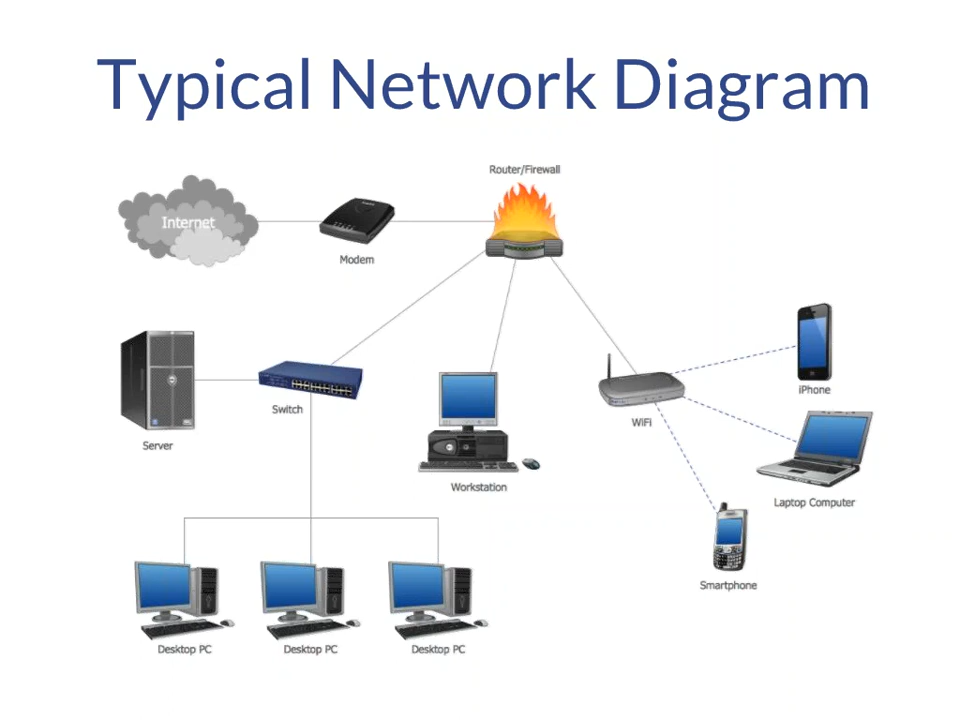 Typical Network Diagram
Router/Firewall
Internet
Modem
iPhone
Switch
WiFi
Server
Workstation
Laptop Computer
Smartphone
Desktop PC
Desktop PC
Desktop PC